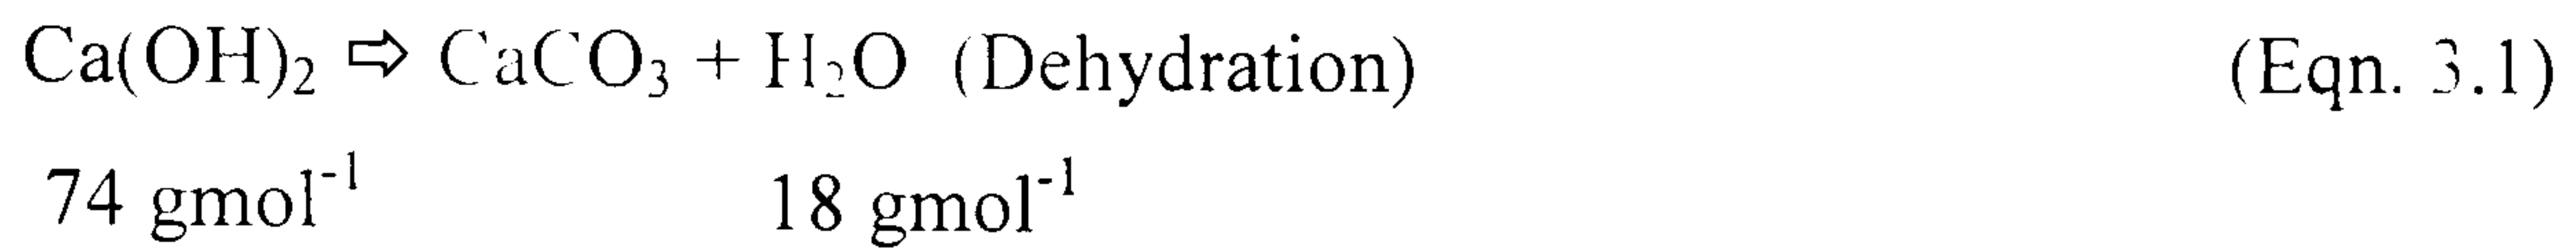 Ca(OH)₂ ⇨ CaCO₃ + H₂O (Dehydration) (Eqn. 3.1)
74 gmol⁻¹ 18 gmol⁻¹